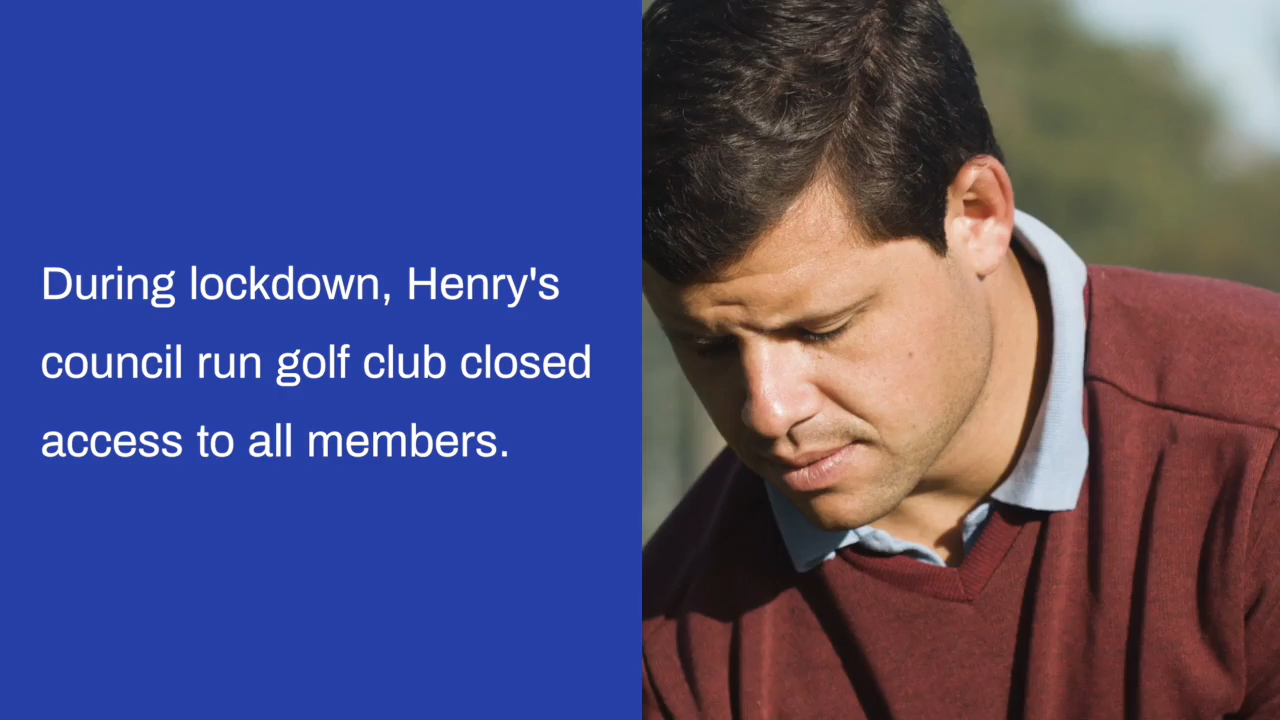 During lockdown, Henry's
council run golf club closed
access to all members.